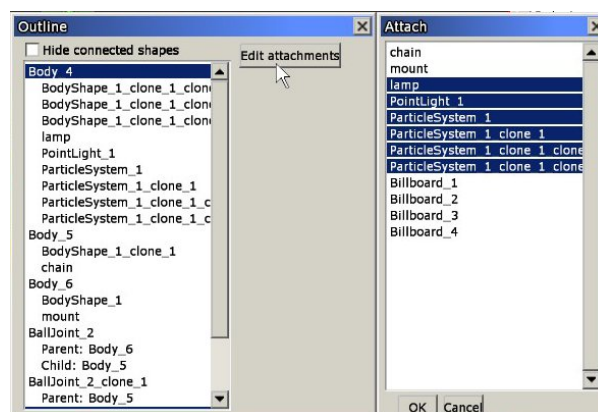 Outline
Hide connected shapes
Edit attachments
Body_4
BodyShape_1_clone_1_clon
BodyShape_1_clone_1_clon
BodyShape_1_clone_1_clon
lamp
PointLight_1
ParticleSystem_1
ParticleSystem_1_clone_1
ParticleSystem_1_clone_1_c
ParticleSystem_1_clone_1_c
Body_5
BodyShape_1_clone_1
chain
Body_6
BodyShape_1
mount
BallJoint_2
Parent: Body_6
Child: Body_5
BallJoint_2_clone_1
Parent: Body_5
Attach
chain
mount
lamp
PointLight_1
ParticleSystem_1
ParticleSystem_1_clone_1
ParticleSystem_1_clone_1_clone
ParticleSystem_1_clone_1_clone
Billboard_1
Billboard_2
Billboard_3
Billboard_4
OK Cancel